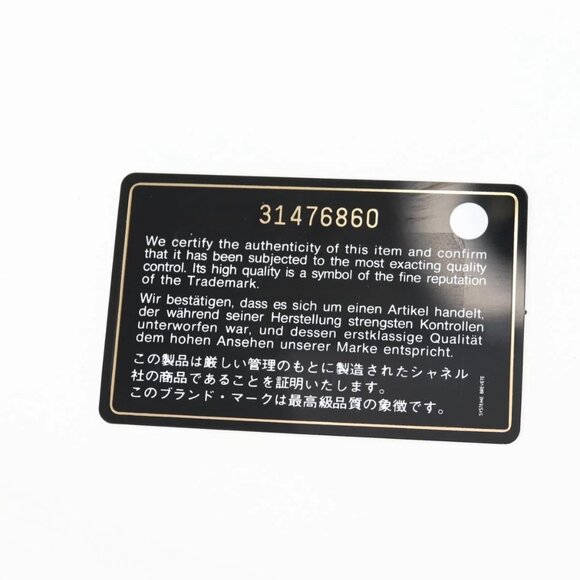 31476860
We certify the authenticity of this item and confirm
that it has been subjected to the most exacting quality
control. Its high quality is a symbol of the fine reputation
of the Trademark.
Wir bestätigen, dass es sich um einen Artikel handelt,
der während seiner Herstellung strengsten Kontrollen
unterworfen war, und dessen erstklassige Qualität
dem hohen Ansehen unserer Marke entspricht.
この製品は厳しい管理のもとに製造されたシャネル
社の商品であることを証明いたします。
このブランド・マークは最高級品質の象徴です。
SYSTEME BREVETE